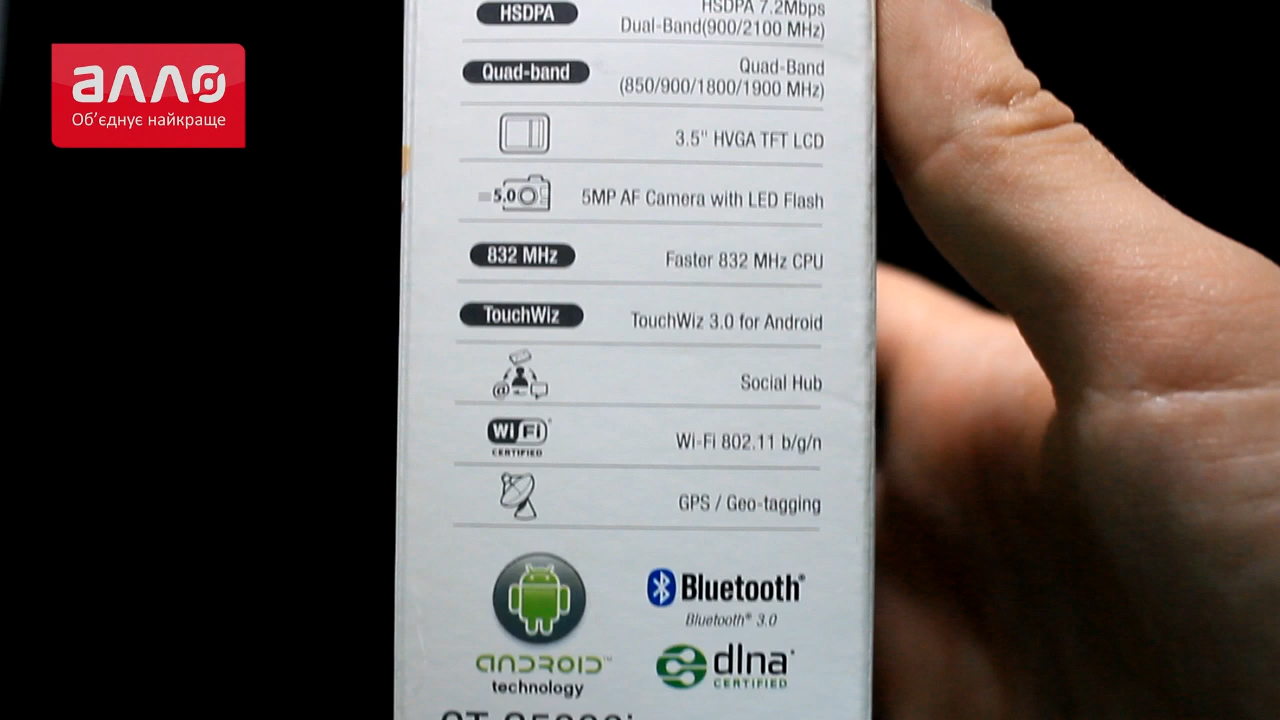 алло
Об’єднує найкраще
HSDPA
HSDPA 7.2Mbps
Dual-Band(900/2100 MHz)
Quad-band
Quad-Band
(850/900/1800/1900 MHz)
3.5" HVGA TFT LCD
5.0
5MP AF Camera with LED Flash
832 MHz
Faster 832 MHz CPU
TouchWiz
TouchWiz 3.0 for Android
@
Social Hub
Wi Fi
CERTIFIED
Wi-Fi 802.11 b/g/n
GPS / Geo-tagging
Bluetooth®
Bluetooth® 3.0
ANDROID™
technology
dlna
CERTIFIED